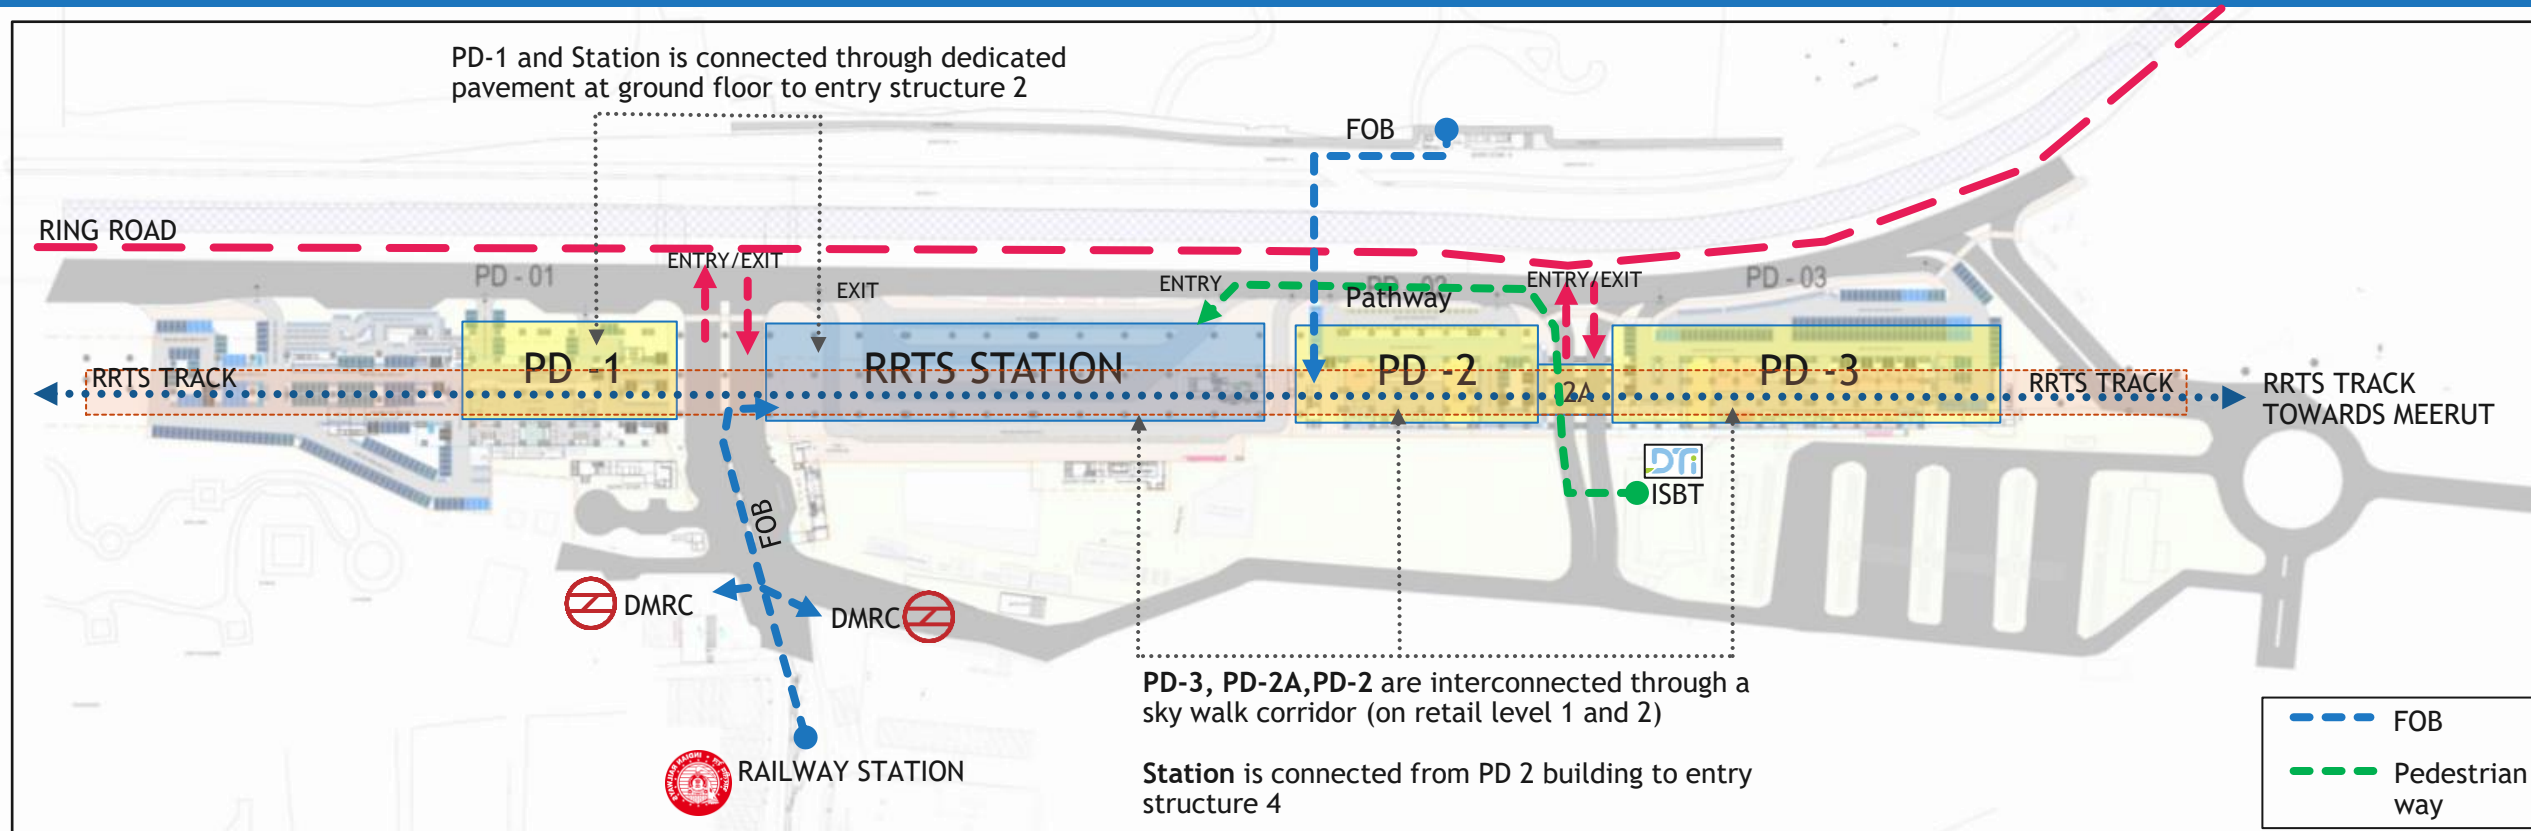 PD-1 and Station is connected through dedicated
pavement at ground floor to entry structure 2
FOB
RING ROAD
ENTRY/EXIT
PD - 01
EXIT
ENTRY
Pathway
ENTRY/EXIT
PD - 03
PD -1
RRTS STATION
PD -2
2A
PD -3
RRTS TRACK
RRTS TRACK
RRTS TRACK
TOWARDS MEERUT
DTi
ISBT
FOB
DMRC
DMRC
RAILWAY STATION
PD-3, PD-2A,PD-2 are interconnected through a
sky walk corridor (on retail level 1 and 2)
Station is connected from PD 2 building to entry
structure 4
FOB
Pedestrian
way